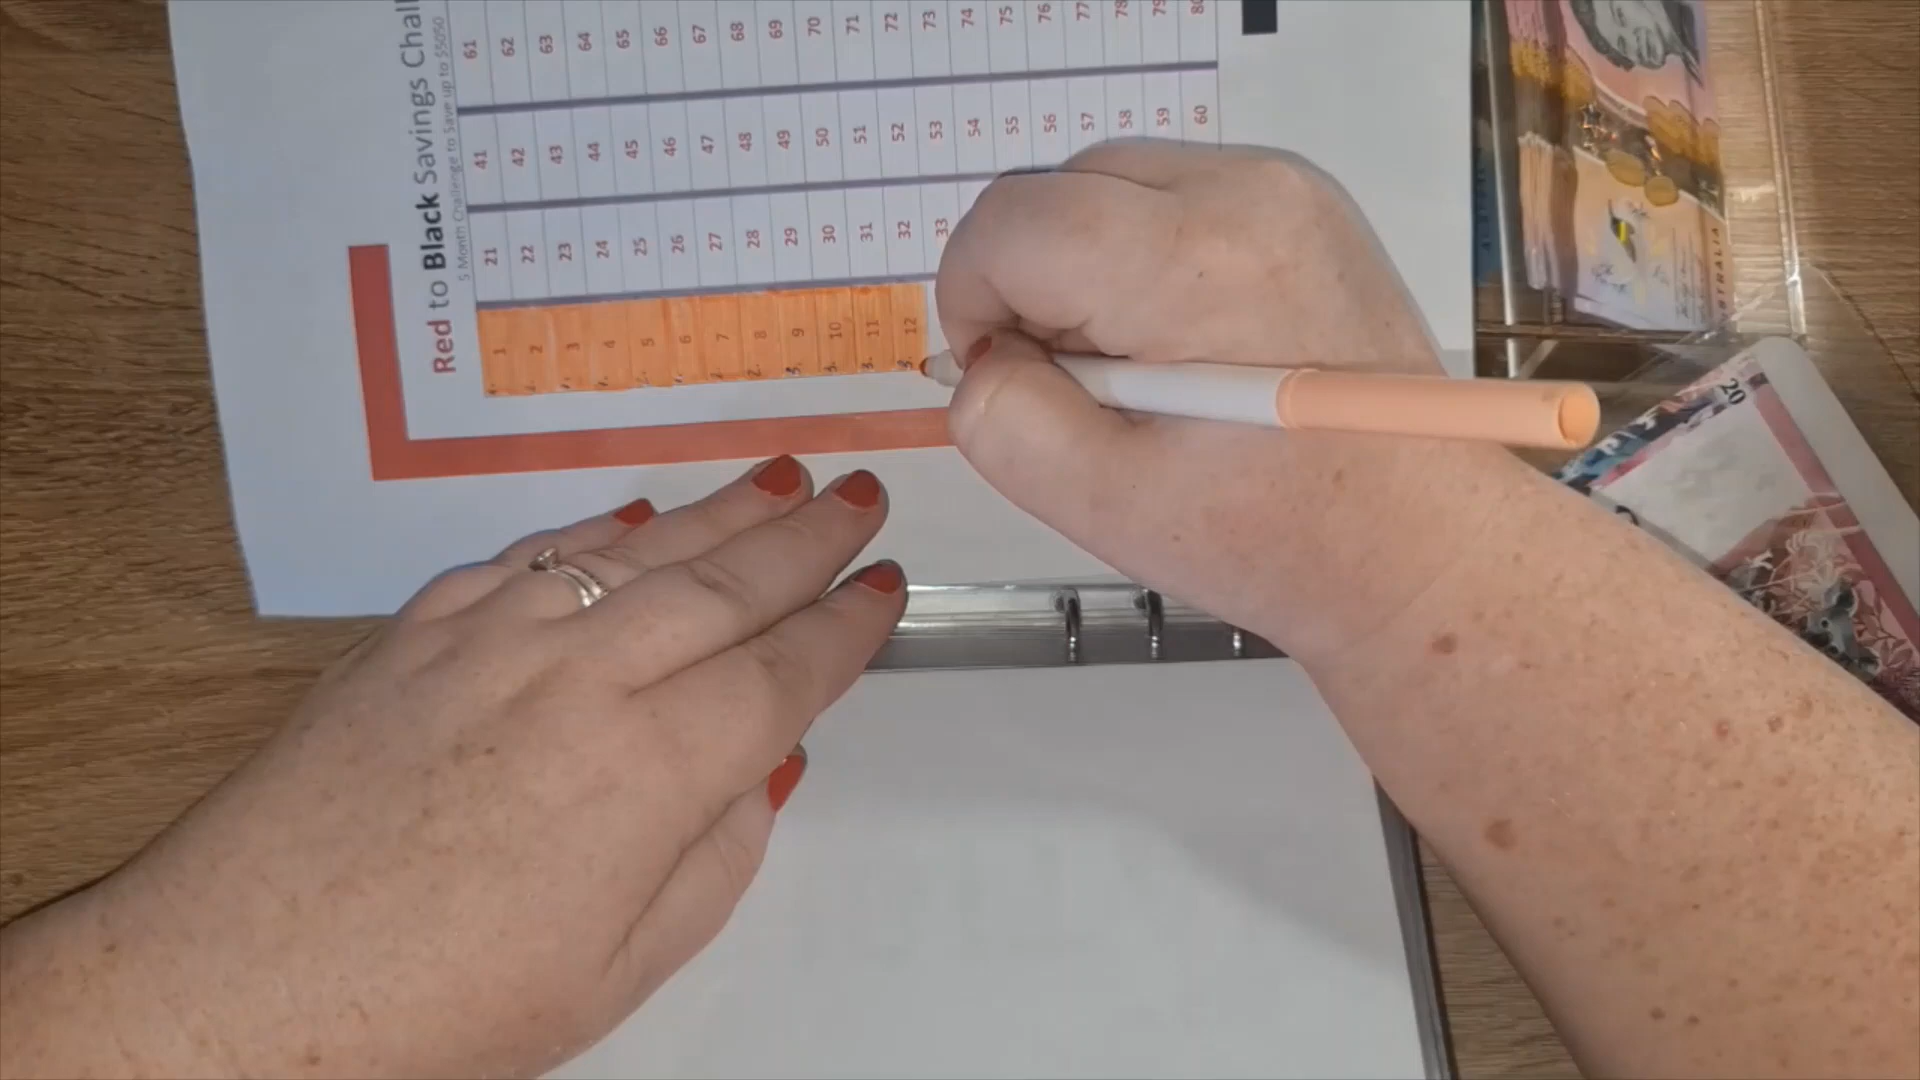 Red to Black Savings Chal
5 Month Challenge to Save up to $5050
1 2 3 4 5 6 7 8 9 10 11 12
21 22 23 24 25 26 27 28 29 30 31 32 33
41 42 43 44 45 46 47 48 49 50 51 52 53 54 55 56 57 58 59 60
61 62 63 64 65 66 67 68 69 70 71 72 73 74 75 76 77 78 79 80
STRALIA
20